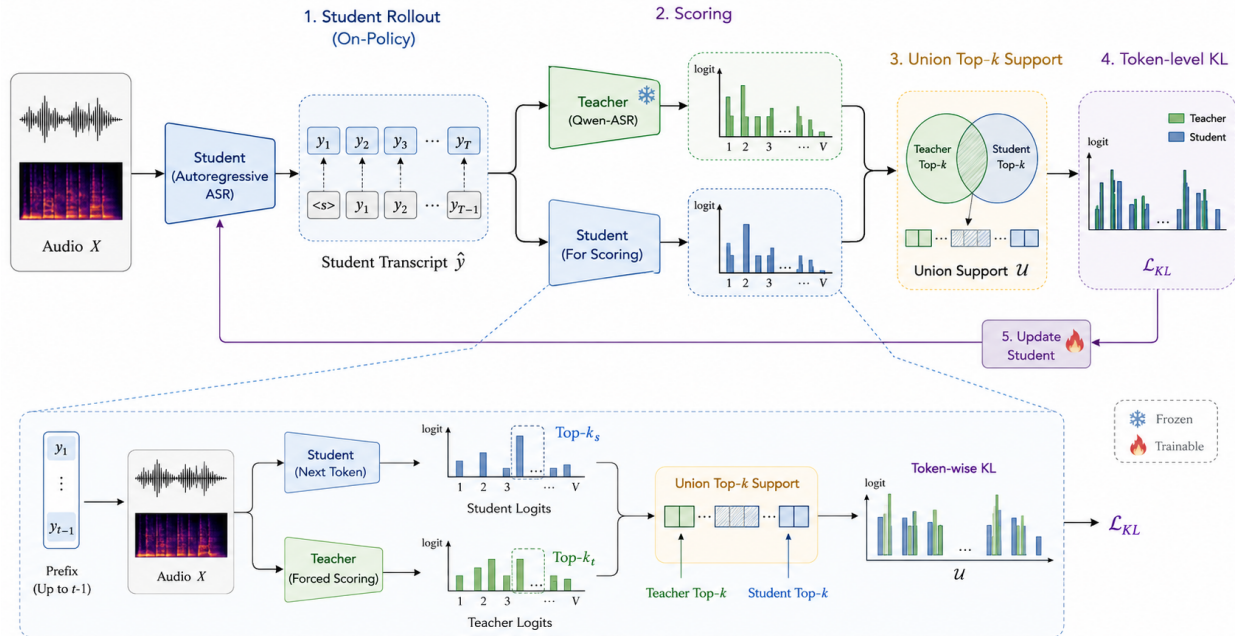 1. Student Rollout
(On-Policy)
2. Scoring
3. Union Top-k Support
4. Token-level KL
Audio X
Student
(Autoregressive
ASR)
y1 y2 y3 ··· yT
<s> y1 y2 ··· yT−1
Student Transcript ŷ
Teacher
(Qwen-ASR)
Student
(For Scoring)
logit
1 2 3 ··· V
...
logit
1 2 3 ··· V
...
Teacher
Top-k
Student
Top-k
··· ···
Union Support 𝒰
logit
Teacher
Student
...
ℒKL
5. Update
Student
Frozen
Trainable
y1
⋮
yt−1
Prefix
(Up to t-1)
Audio X
Student
(Next Token)
Teacher
(Forced Scoring)
logit
Top-ks
...
1 2 3 ··· V
Student Logits
logit
Top-kt
...
1 2 3 ··· V
Teacher Logits
Union Top-k Support
··· ···
Teacher Top-k
Student Top-k
Token-wise KL
logit
...
𝒰
ℒKL